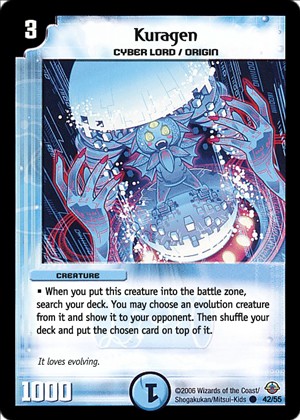 3
Kuragen
CYBER LORD / ORIGIN
CREATURE
• When you put this creature into the battle zone,
search your deck. You may choose an evolution creature
from it and show it to your opponent. Then shuffle your
deck and put the chosen card on top of it.
It loves evolving.
1000
1
©2006 Wizards of the Coast/
Shogakukan/Mitsui-Kids
42/55